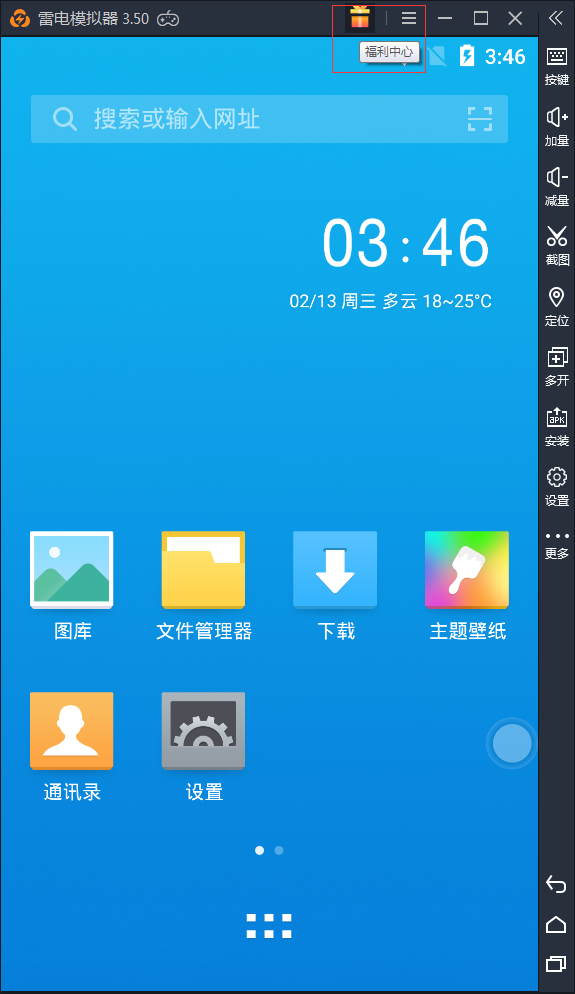 雷电模拟器 3.50
福利中心
3:46
搜索或输入网址
03:46
02/13 周三 多云 18~25°C
图库
文件管理器
下载
主题壁纸
通讯录
设置
按键
加量
减量
截图
定位
多开
APK
安装
设置
更多